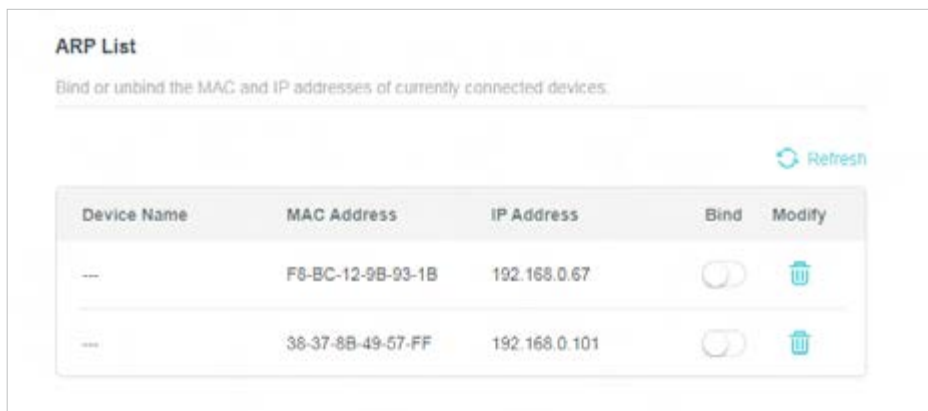 ARP List
Bind or unbind the MAC and IP addresses of currently connected devices.
Refresh
Device Name MAC Address IP Address Bind Modify
--- F8-BC-12-9B-93-1B 192.168.0.67
--- 38-37-8B-49-57-FF 192.168.0.101